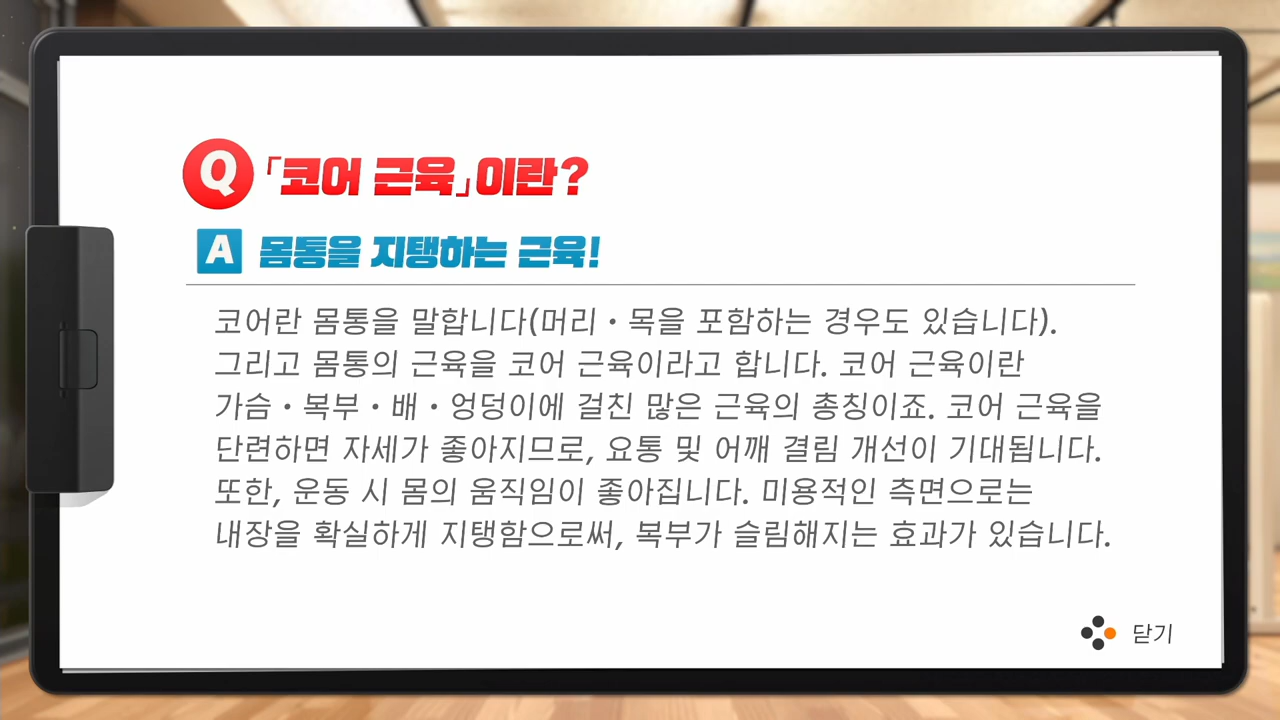 Q 「코어 근육」이란?
A 몸통을 지탱하는 근육!
코어란 몸통을 말합니다(머리・목을 포함하는 경우도 있습니다).
그리고 몸통의 근육을 코어 근육이라고 합니다. 코어 근육이란
가슴・복부・배・엉덩이에 걸친 많은 근육의 총칭이죠. 코어 근육을
단련하면 자세가 좋아지므로, 요통 및 어깨 결림 개선이 기대됩니다.
또한, 운동 시 몸의 움직임이 좋아집니다. 미용적인 측면으로는
내장을 확실하게 지탱함으로써, 복부가 슬림해지는 효과가 있습니다.
닫기